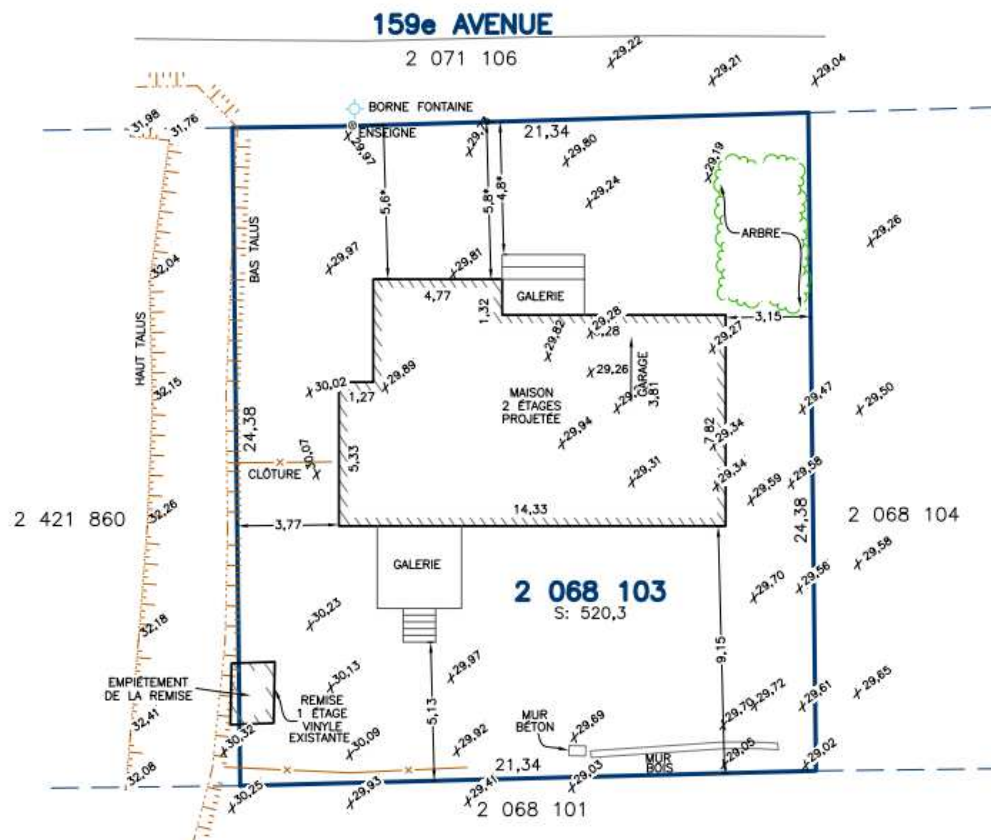 159e AVENUE
2 071 106
29,22
29,21
29,04
31,98
31,76
BORNE FONTAINE
ENSEIGNE
29,97
21,34
29,80
29,19
5,6*
5,8*
4,8*
29,24
BAS TALUS
ARBRE
29,26
29,97
29,81
32,04
4,77
1,32
GALERIE
HAUT TALUS
29,82
29,28
3,15
29,27
30,02
29,89
29,26
GARAGE
3,81
1,27
MAISON
2 ÉTAGES
PROJETÉE
32,15
29,47
29,50
24,38
30,07
5,33
29,94
7,82
29,34
CLÔTURE
29,31
29,34
29,59
29,58
24,38
2 421 860
32,26
3,77
14,33
2 068 104
GALERIE
2 068 103
S: 520,3
29,70
29,56
29,58
30,23
32,18
9,15
EMPIÉTEMENT
DE LA REMISE
30,13
29,97
5,13
REMISE
1 ÉTAGE
VINYLE
EXISTANTE
29,72
29,61
29,65
32,41
30,32
30,09
29,92
MUR
BÉTON
29,69
29,70
MUR
BOIS
29,05
29,02
32,08
30,25
29,93
29,41
21,34
29,03
2 068 101